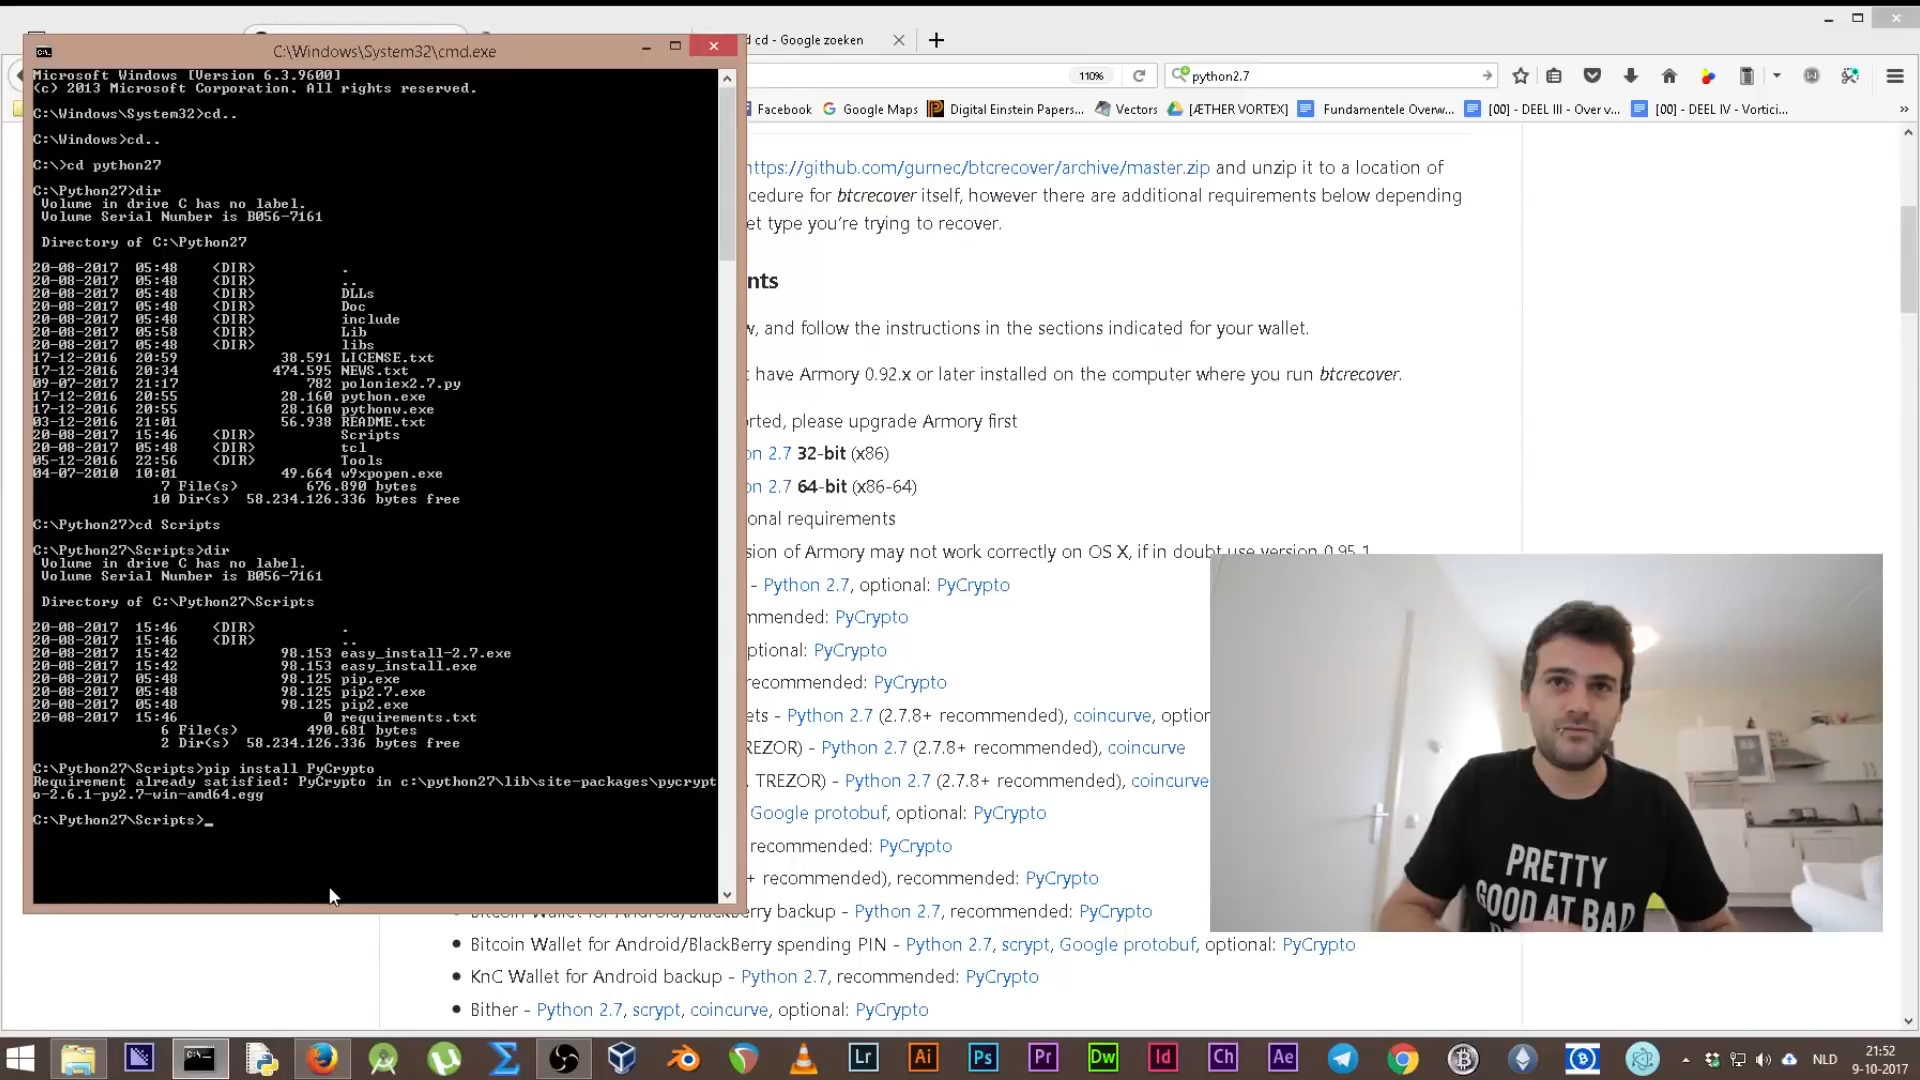 C:\Windows\System32\cmd.exe
Microsoft Windows [Version 6.3.9600]
(c) 2013 Microsoft Corporation. All rights reserved.
C:\Windows\System32>cd..
C:\Windows>cd..
C:\>cd python27
C:\Python27>dir
Volume in drive C has no label.
Volume Serial Number is B056-7161
Directory of C:\Python27
20-08-2017 05:48 <DIR> .
20-08-2017 05:48 <DIR> ..
20-08-2017 05:48 <DIR> DLLs
20-08-2017 05:48 <DIR> Doc
20-08-2017 05:48 <DIR> include
20-08-2017 05:58 <DIR> Lib
20-08-2017 05:48 <DIR> libs
17-12-2016 20:59 38.591 LICENSE.txt
17-12-2016 20:34 474.595 NEWS.txt
09-07-2017 21:17 782 poloniex2.7.py
17-12-2016 20:55 28.160 python.exe
17-12-2016 20:55 28.160 pythonw.exe
03-12-2016 21:01 56.938 README.txt
20-08-2017 15:46 <DIR> Scripts
20-08-2017 05:48 <DIR> tcl
05-12-2016 22:56 <DIR> Tools
04-07-2010 10:01 49.664 w9xpopen.exe
7 File(s) 676.890 bytes
10 Dir(s) 58.234.126.336 bytes free
C:\Python27>cd Scripts
C:\Python27\Scripts>dir
Volume in drive C has no label.
Volume Serial Number is B056-7161
Directory of C:\Python27\Scripts
20-08-2017 15:46 <DIR> .
20-08-2017 15:46 <DIR> ..
20-08-2017 15:42 98.153 easy_install-2.7.exe
20-08-2017 15:42 98.153 easy_install.exe
20-08-2017 05:48 98.125 pip.exe
20-08-2017 05:48 98.125 pip2.7.exe
20-08-2017 05:48 98.125 pip2.exe
20-08-2017 15:46 0 requirements.txt
6 File(s) 490.681 bytes
2 Dir(s) 58.234.126.336 bytes free
C:\Python27\Scripts>pip install PyCrypto
Requirement already satisfied: PyCrypto in c:\python27\lib\site-packages\pycrypt
o-2.6.1-py2.7-win-amd64.egg
C:\Python27\Scripts>_
d cd - Google zoeken
110% python2.7
Facebook Google Maps Digital Einstein Papers... Vectors [ÆTHER VORTEX] Fundamentele Overw... [00] - DEEL III - Over v... [00] - DEEL IV - Vortici... »
https://github.com/gurnec/btcrecover/archive/master.zip and unzip it to a location of
cedure for btcrecover itself, however there are additional requirements below depending
et type you're trying to recover.
nts
w, and follow the instructions in the sections indicated for your wallet.
t have Armory 0.92.x or later installed on the computer where you run btcrecover.
orted, please upgrade Armory first
on 2.7 32-bit (x86)
on 2.7 64-bit (x86-64)
onal requirements
sion of Armory may not work correctly on OS X, if in doubt use version 0.95.1
- Python 2.7, optional: PyCrypto
mmended: PyCrypto
ptional: PyCrypto
recommended: PyCrypto
ets - Python 2.7 (2.7.8+ recommended), coincurve, option
REZOR) - Python 2.7 (2.7.8+ recommended), coincurve
. TREZOR) - Python 2.7 (2.7.8+ recommended), coincurve
Google protobuf, optional: PyCrypto
recommended: PyCrypto
+ recommended), recommended: PyCrypto
Bitcoin Wallet for Android/BlackBerry backup - Python 2.7, recommended: PyCrypto
• Bitcoin Wallet for Android/BlackBerry spending PIN - Python 2.7, scrypt, Google protobuf, optional: PyCrypto
• KnC Wallet for Android backup - Python 2.7, recommended: PyCrypto
• Bither - Python 2.7, scrypt, coincurve, optional: PyCrypto
PRETTY
GOOD AT BAD
Lr Ai Ps Pr Dw Id Ch Ae
NLD
21:52
9-10-2017